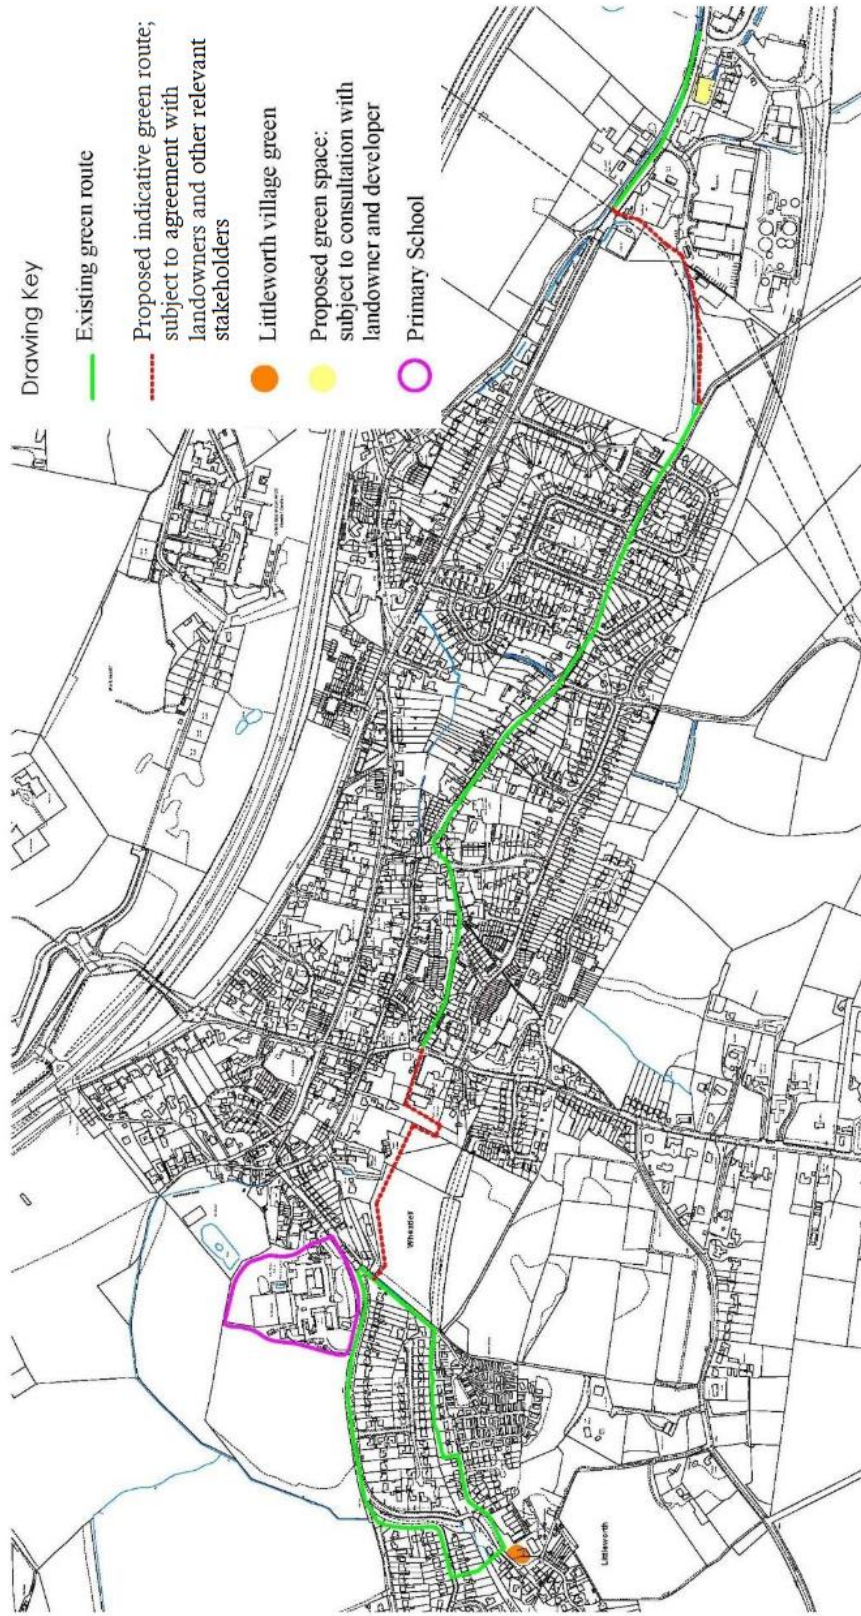 Drawing Key
Existing green route
Proposed indicative green route;
subject to agreement with
landowners and other relevant
stakeholders
Littleworth village green
Proposed green space:
subject to consultation with
landowner and developer
Primary School
Littleworth